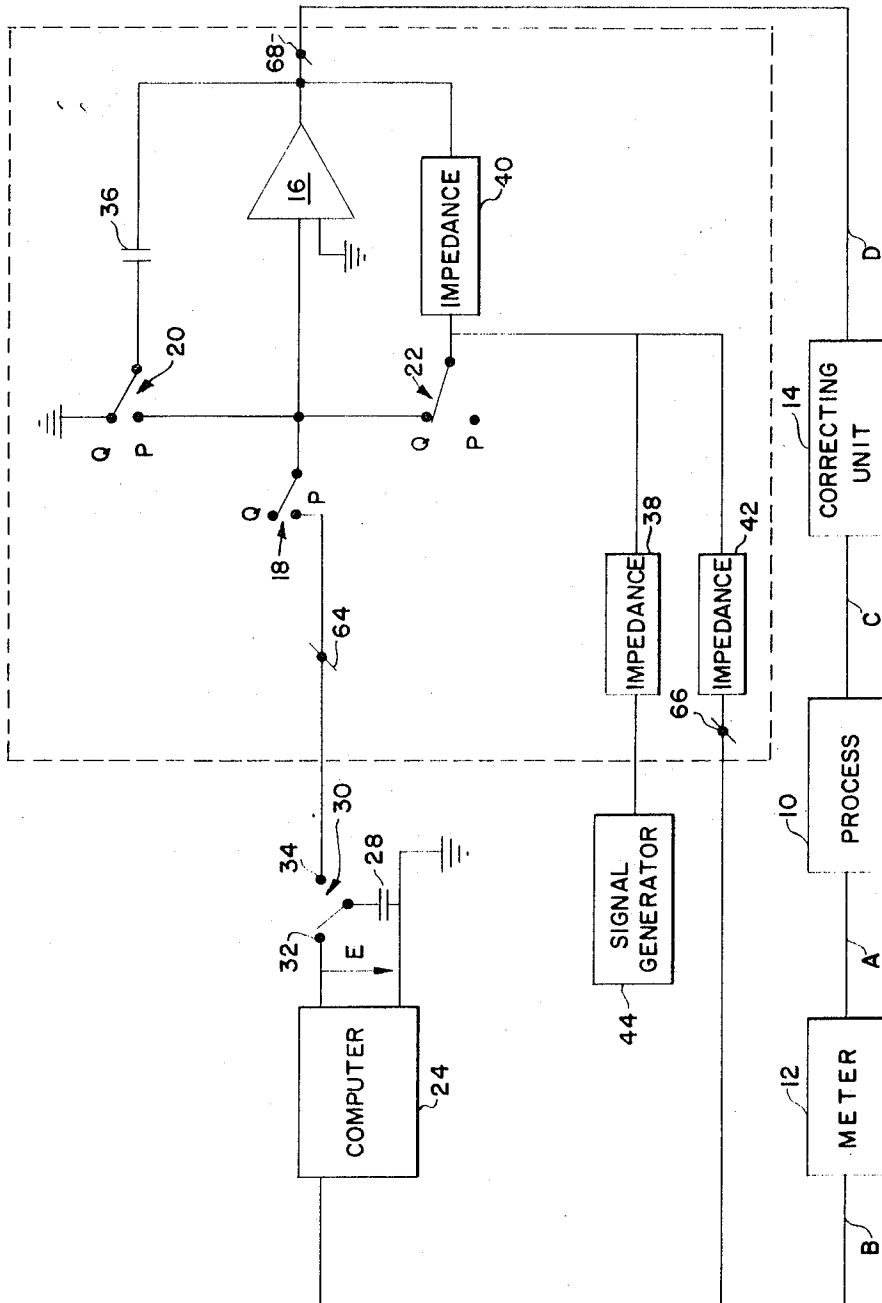 36
20
Q
P
16
68
IMPEDANCE
40
22
Q
P
Q
P
18
64
IMPEDANCE
38
IMPEDANCE
42
66
34
30
32
28
E
COMPUTER
24
SIGNAL
GENERATOR
44
D
CORRECTING
UNIT
14
C
PROCESS
10
A
METER
12
B